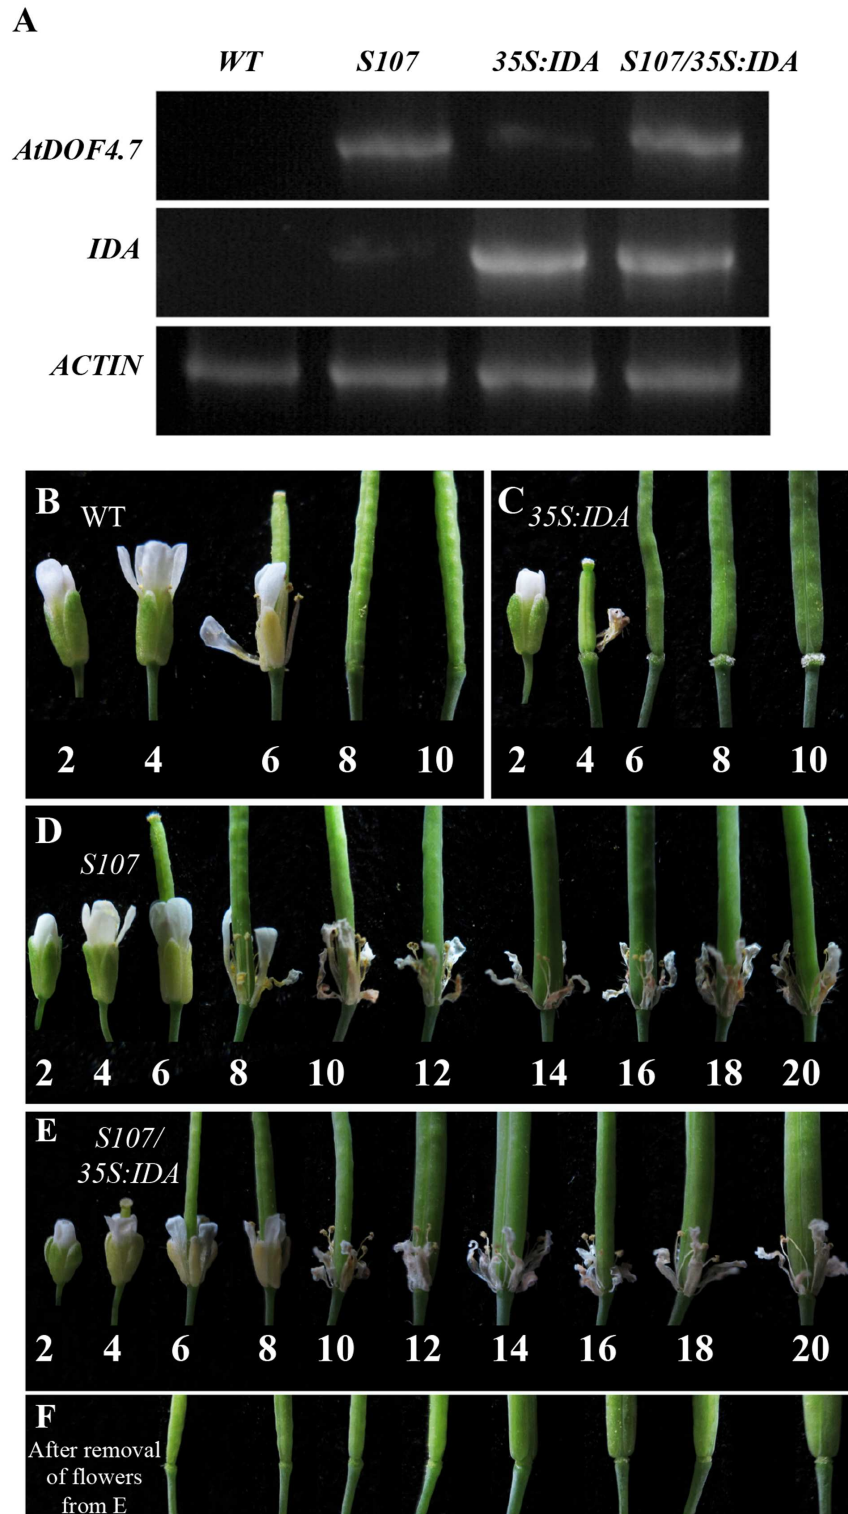 A
WT S107 35S:IDA S107/35S:IDA
AtDOF4.7
IDA
ACTIN
B WT
2 4 6 8 10
C 35S:IDA
2 4 6 8 10
D
S107
2 4 6 8 10 12 14 16 18 20
E S107/
35S:IDA
2 4 6 8 10 12 14 16 18 20
F
After removal
of flowers
from E